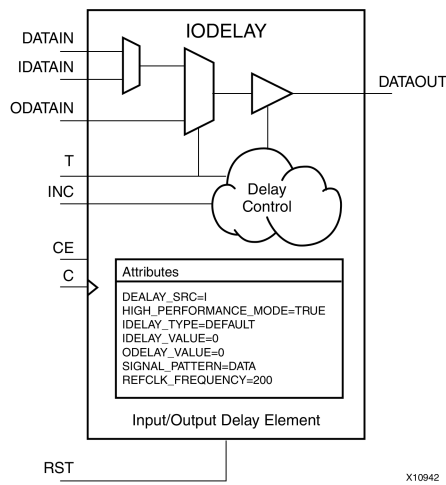 IODELAY
DATAIN
IDATAIN
DATAOUT
ODATAIN
T
INC
Delay
Control
CE
C
Attributes
DEALAY_SRC=I
HIGH_PERFORMANCE_MODE=TRUE
IDELAY_TYPE=DEFAULT
IDELAY_VALUE=0
ODELAY_VALUE=0
SIGNAL_PATTERN=DATA
REFCLK_FREQUENCY=200
Input/Output Delay Element
RST
X10942